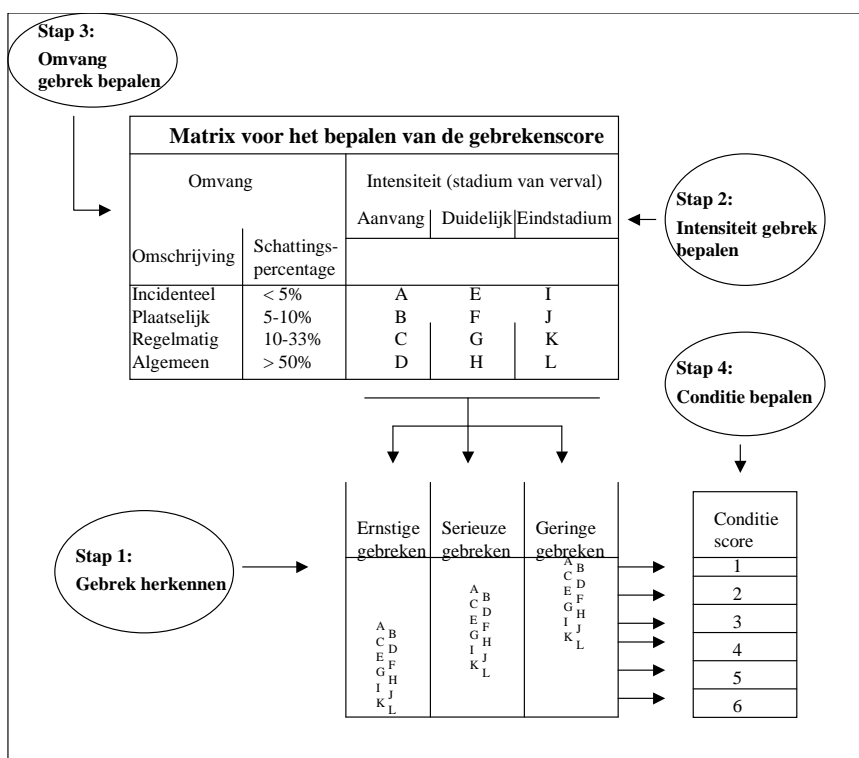 Stap 3:
Omvang
gebrek bepalen
Matrix voor het bepalen van de gebrekenscore
Omvang Intensiteit (stadium van verval)
Aanvang Duidelijk Eindstadium
Omschrijving Schattings-
percentage
Incidenteel < 5% A E I
Plaatselijk 5-10% B F J
Regelmatig 10-33% C G K
Algemeen > 50% D H L
Stap 2:
Intensiteit gebrek
bepalen
Stap 4:
Conditie bepalen
Stap 1:
Gebrek herkennen
Ernstige
gebreken
A B
C D
E F
G H
I J
K L
Serieuze
gebreken
A B
C D
E F
G H
I J
K L
Geringe
gebreken
A B
C D
E F
G H
I J
K L
Conditie
score
1
2
3
4
5
6